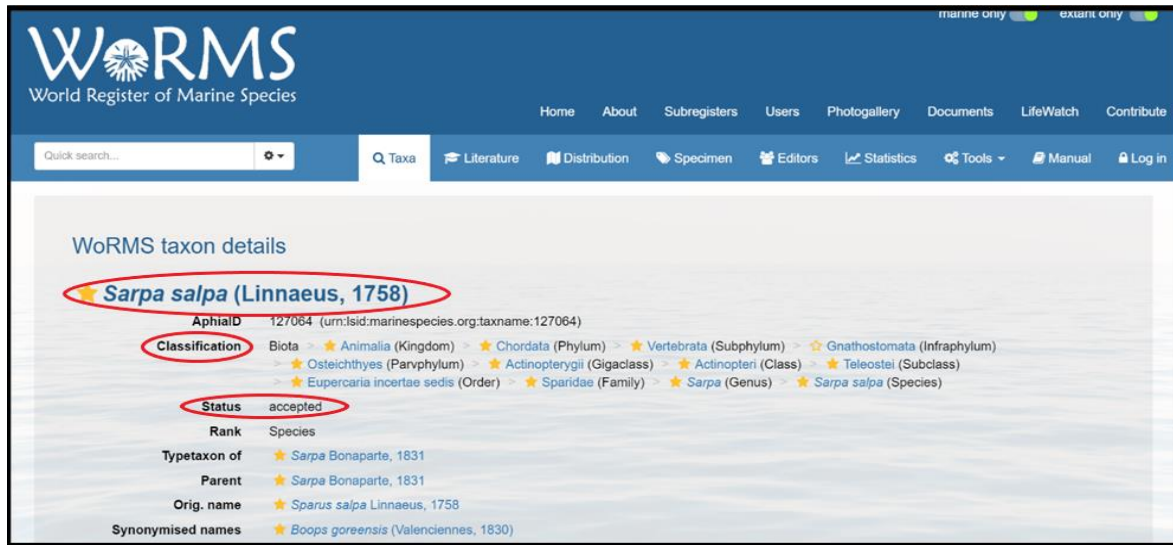 marine only extant only
WoRMS
World Register of Marine Species
Home About Subregisters Users Photogallery Documents LifeWatch Contribute
Quick search... Taxa Literature Distribution Specimen Editors Statistics Tools Manual Log in
WoRMS taxon details
Sarpa salpa (Linnaeus, 1758)
AphiaID 127064 (urn:lsid:marinespecies.org:taxname:127064)
Classification Biota > Animalia (Kingdom) > Chordata (Phylum) > Vertebrata (Subphylum) > Gnathostomata (Infraphylum)
> Osteichthyes (Parvphylum) > Actinopterygii (Gigaclass) > Actinopteri (Class) > Teleostei (Subclass)
> Eupercaria incertae sedis (Order) > Sparidae (Family) > Sarpa (Genus) > Sarpa salpa (Species)
Status accepted
Rank Species
Typetaxon of Sarpa Bonaparte, 1831
Parent Sarpa Bonaparte, 1831
Orig. name Sparus salpa Linnaeus, 1758
Synonymised names Boops goreensis (Valenciennes, 1830)